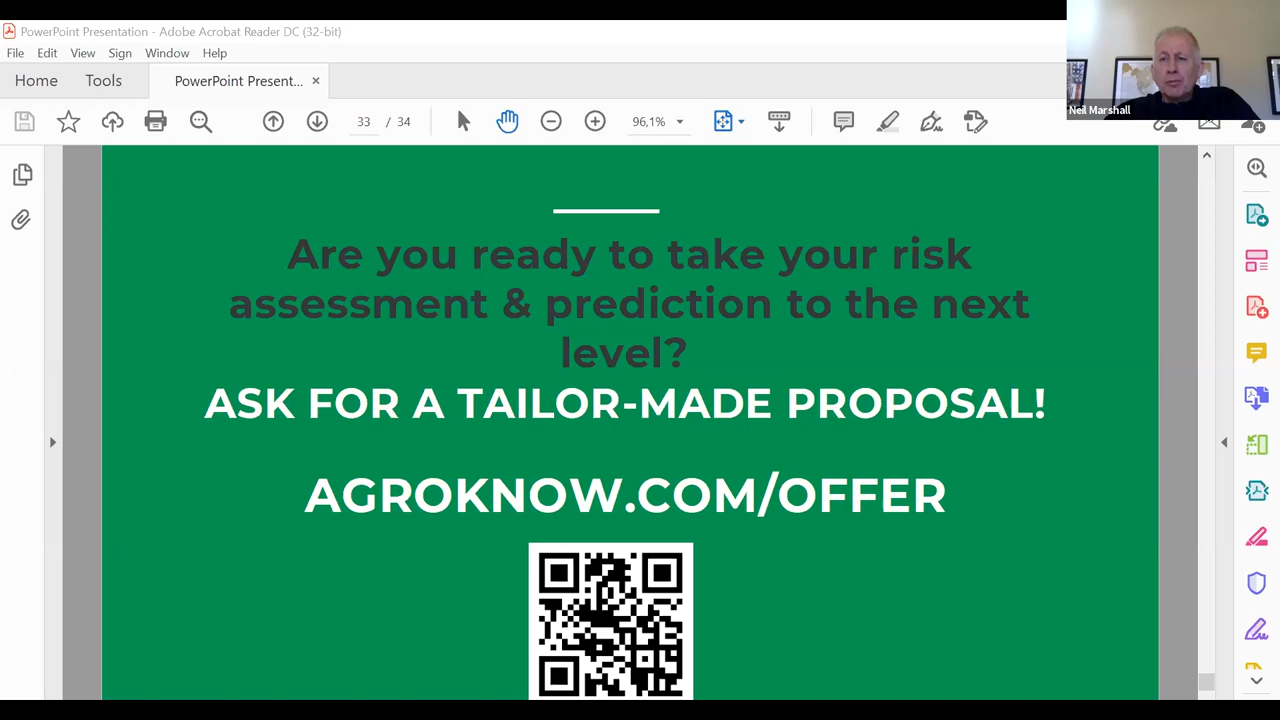 PowerPoint Presentation - Adobe Acrobat Reader DC (32-bit)
File Edit View Sign Window Help
Home Tools PowerPoint Present... ×
Neil Marshall
33 / 34 96,1%
Are you ready to take your risk
assessment & prediction to the next
level?
ASK FOR A TAILOR-MADE PROPOSAL!
AGROKNOW.COM/OFFER